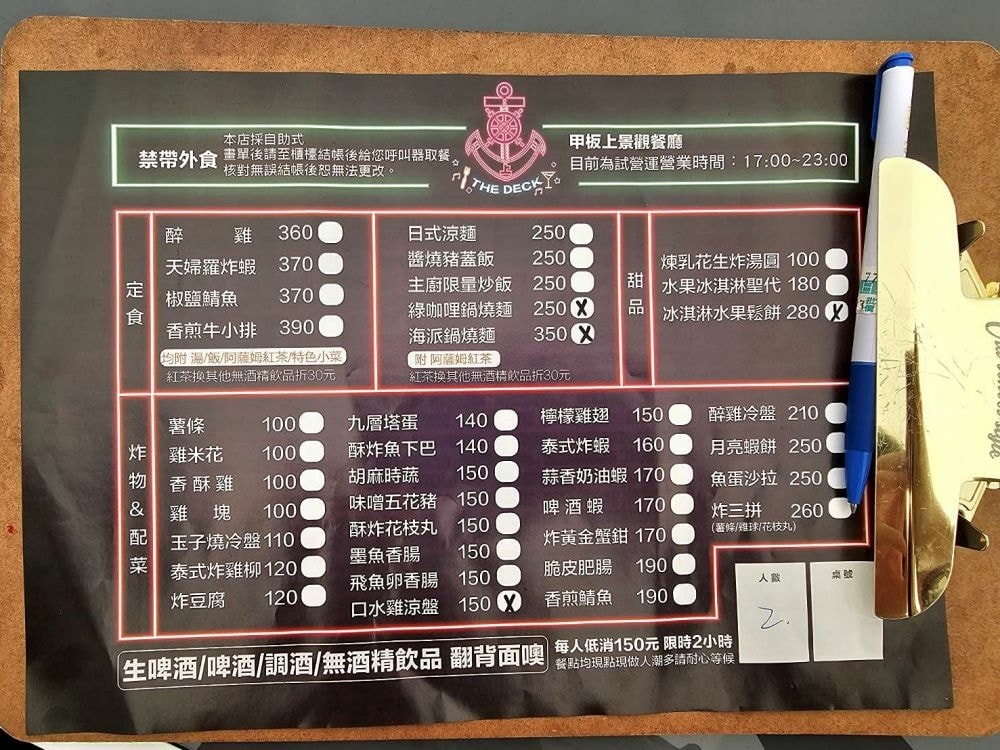 禁帶外食
本店採自助式
畫單後請至櫃檯結帳後給您呼叫器取餐
核對無誤結帳後恕無法更改。
THE DECK
甲板上景觀餐廳
目前為試營運營業時間：17:00~23:00
定食
醉 雞 360
天婦羅炸蝦 370
椒鹽鯖魚 370
香煎牛小排 390
均附 湯/飯/阿薩姆紅茶/特色小菜
紅茶換其他無酒精飲品折30元
日式涼麵 250
醬燒豬蓋飯 250
主廚限量炒飯 250
綠咖哩鍋燒麵 250 X
海派鍋燒麵 350 X
附 阿薩姆紅茶
紅茶換其他無酒精飲品折30元
甜品
煉乳花生炸湯圓 100
水果冰淇淋聖代 180
冰淇淋水果鬆餅 280 X
炸物&配菜
薯條 100
雞米花 100
香酥雞 100
雞 塊 100
玉子燒冷盤 110
泰式炸雞柳 120
炸豆腐 120
九層塔蛋 140
酥炸魚下巴 140
胡麻時蔬 150
味噌五花豬 150
酥炸花枝丸 150
墨魚香腸 150
飛魚卵香腸 150
口水雞涼盤 150 X
檸檬雞翅 150
泰式炸蝦 160
蒜香奶油蝦 170
啤酒蝦 170
炸黃金蟹鉗 170
脆皮肥腸 190
香煎鯖魚 190
醉雞冷盤 210
月亮蝦餅 250
魚蛋沙拉 250
炸三拼 260
(薯條/雞球/花枝丸)
人數
2.
桌號
生啤酒/啤酒/調酒/無酒精飲品 翻背面噢
每人低消150元 限時2小時
餐點均現點現做人潮多請耐心等候